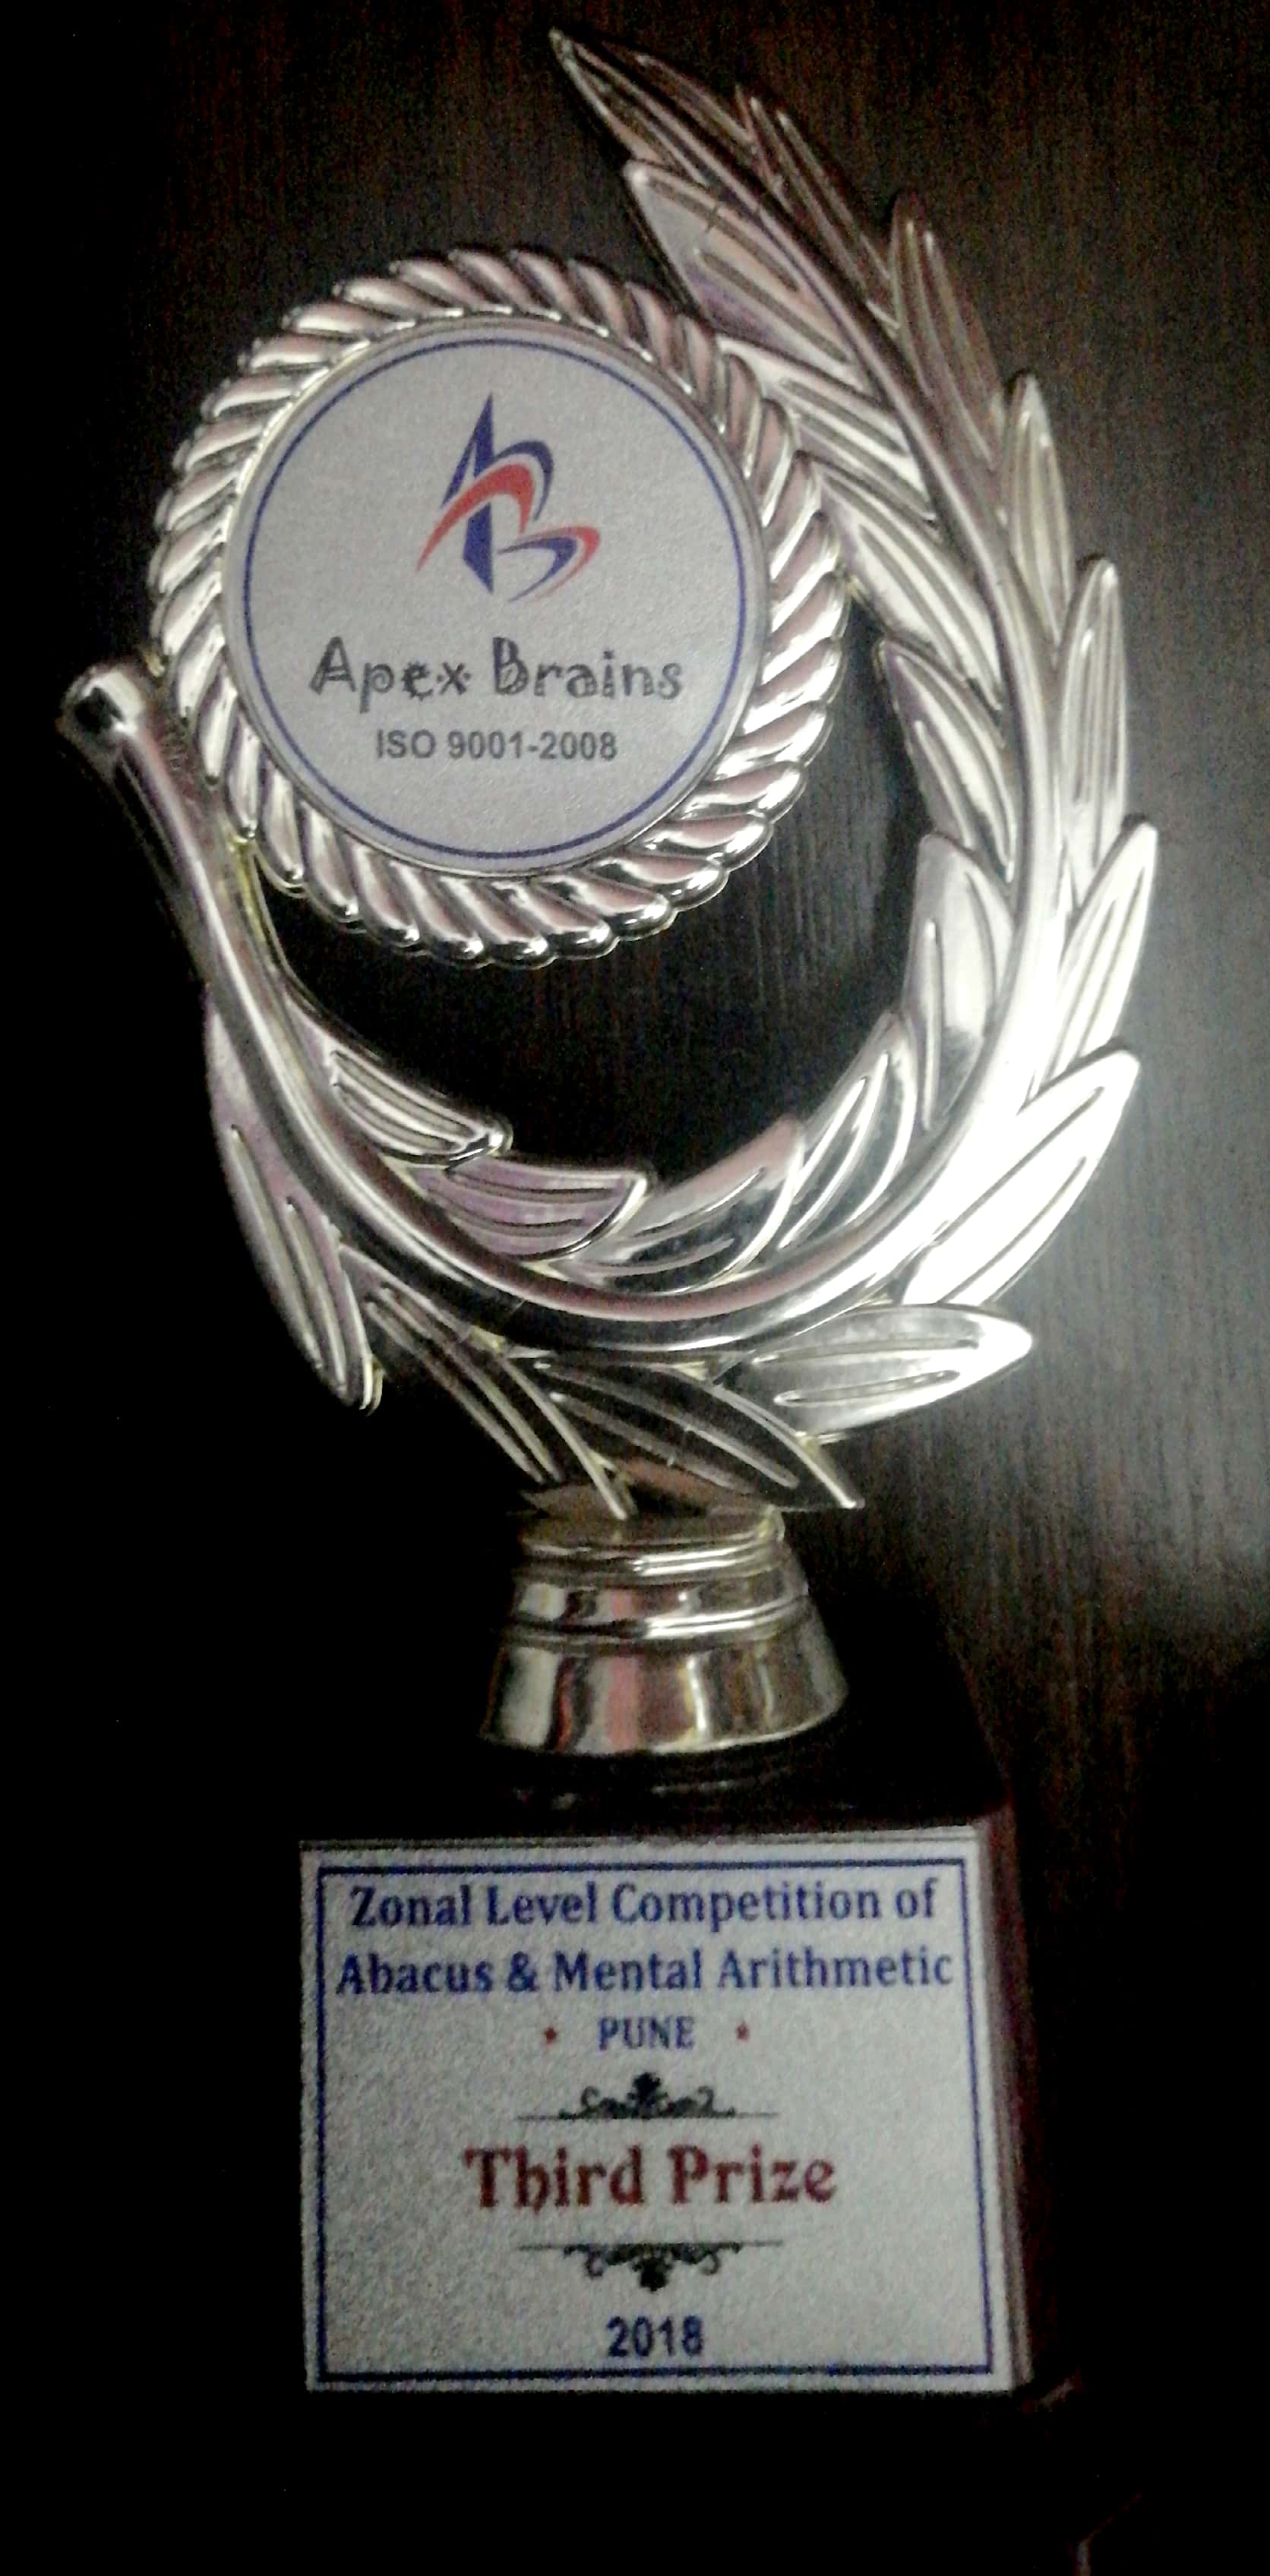 Apex Brains
ISO 9001-2008
Zonal Level Competition of
Abacus & Mental Arithmetic
• PUNE •
Third Prize
2018